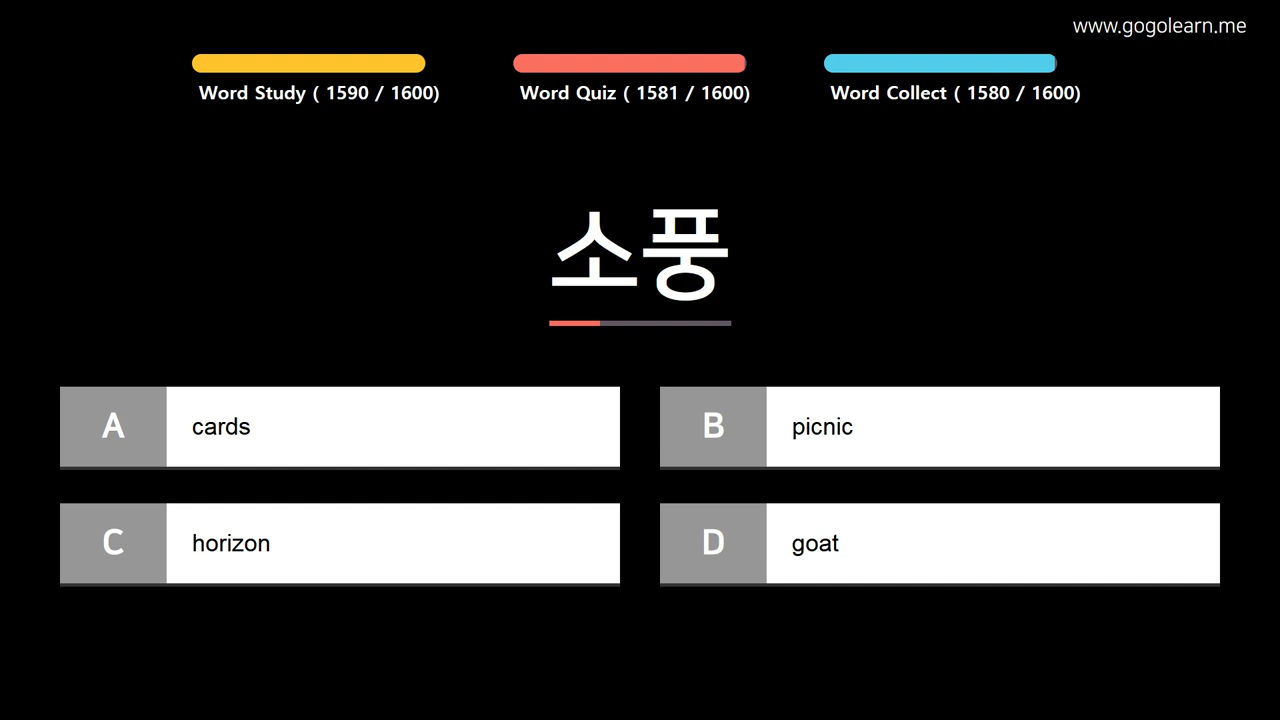 www.gogolearn.me
Word Study ( 1590 / 1600)
Word Quiz ( 1581 / 1600)
Word Collect ( 1580 / 1600)
소풍
A cards
B picnic
C horizon
D goat